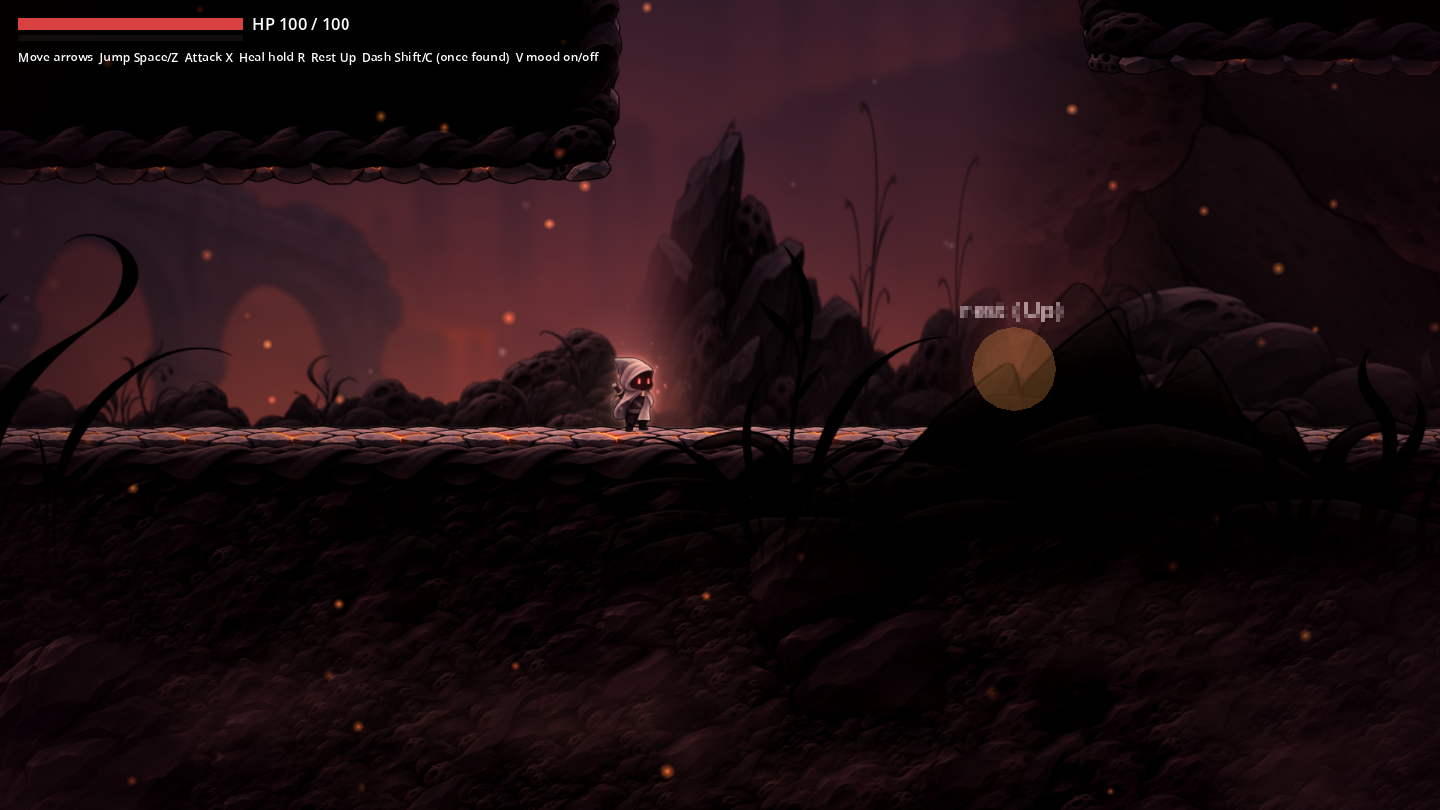 HP 100 / 100
Move arrows  Jump Space/Z  Attack X  Heal hold R  Rest Up  Dash Shift/C (once found)  V mood on/off
rest (Up)